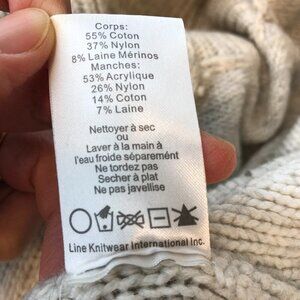 Corps:
55% Coton
37% Nylon
8% Laine Mérinos
Manches:
53% Acrylique
26% Nylon
14% Coton
7% Laine
Nettoyer à sec
ou
Laver à la main à
l'eau froide séparément
Ne tordez pas
Secher à plat
Ne pas javellise
Line Knitwear International Inc.